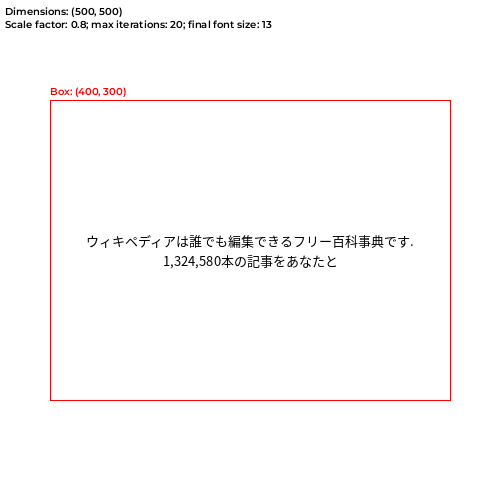 Dimensions: (500, 500)
Scale factor: 0.8; max iterations: 20; final font size: 13
Box: (400, 300)
ウィキペディアは誰でも編集できるフリー百科事典です.
1,324,580本の記事をあなたと